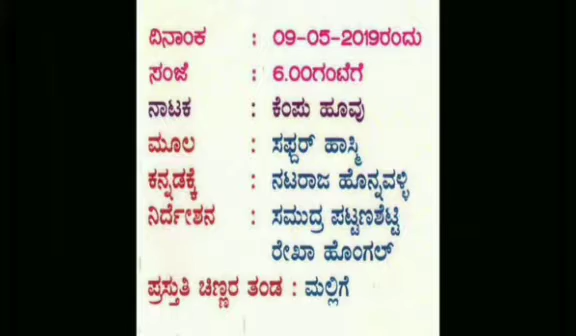 ದಿನಾಂಕ : 09-05-2019ರಂದು
ಸಂಜೆ : 6.00ಗಂಟೆಗೆ
ನಾಟಕ : ಕೆಂಪು ಹೂವು
ಮೂಲ : ಸಫ್ದರ್ ಹಾಸ್ಮಿ
ಕನ್ನಡಕ್ಕೆ : ನಟರಾಜ ಹೊನ್ನವಳ್ಳಿ
ನಿರ್ದೇಶನ : ಸಮುದ್ರ ಪಟ್ಟಣಶೆಟ್ಟಿ
ರೇಖಾ ಹೊಂಗಲ್
ಪ್ರಸ್ತುತಿ ಚಿಣ್ಣರ ತಂಡ : ಮಲ್ಲಿಗೆ